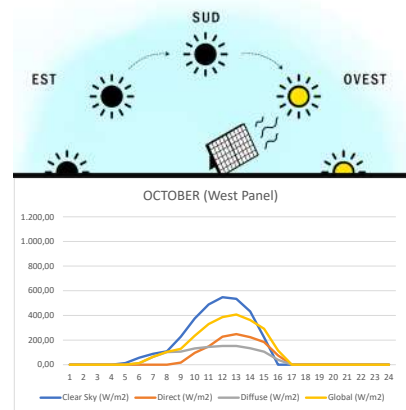 SUD
EST
OVEST
OCTOBER (West Panel)
1.200,00
1.000,00
800,00
600,00
400,00
200,00
0,00
1 2 3 4 5 6 7 8 9 10 11 12 13 14 15 16 17 18 19 20 21 22 23 24
Clear Sky (W/m2) Direct (W/m2) Diffuse (W/m2) Global (W/m2)